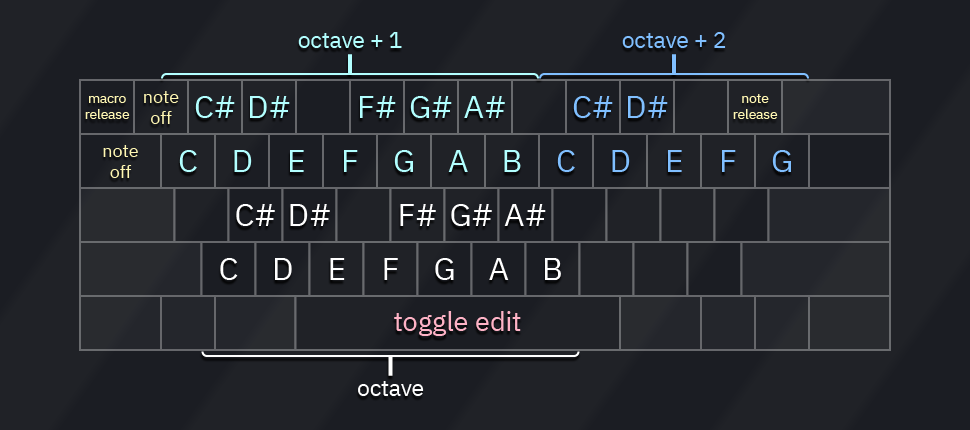 octave + 1 octave + 2
macro release note off C# D# F# G# A# C# D# note release
note off C D E F G A B C D E F G
C# D# F# G# A#
C D E F G A B
toggle edit
octave